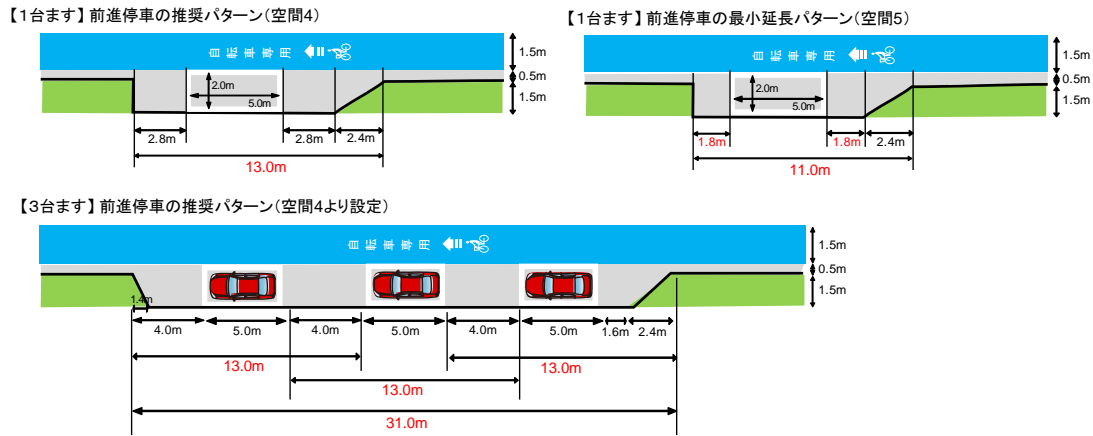 【1台ます】前進停車の推奨パターン(空間4)
自転車専用
1.5m
0.5m
1.5m
2.0m
5.0m
2.8m
2.8m
2.4m
13.0m
【1台ます】前進停車の最小延長パターン(空間5)
自転車専用
1.5m
0.5m
1.5m
2.0m
5.0m
1.8m
1.8m
2.4m
11.0m
【3台ます】前進停車の推奨パターン(空間4より設定)
自転車専用
1.5m
0.5m
1.5m
1.4m
4.0m
5.0m
4.0m
5.0m
4.0m
5.0m
1.6m
2.4m
13.0m
13.0m
13.0m
31.0m